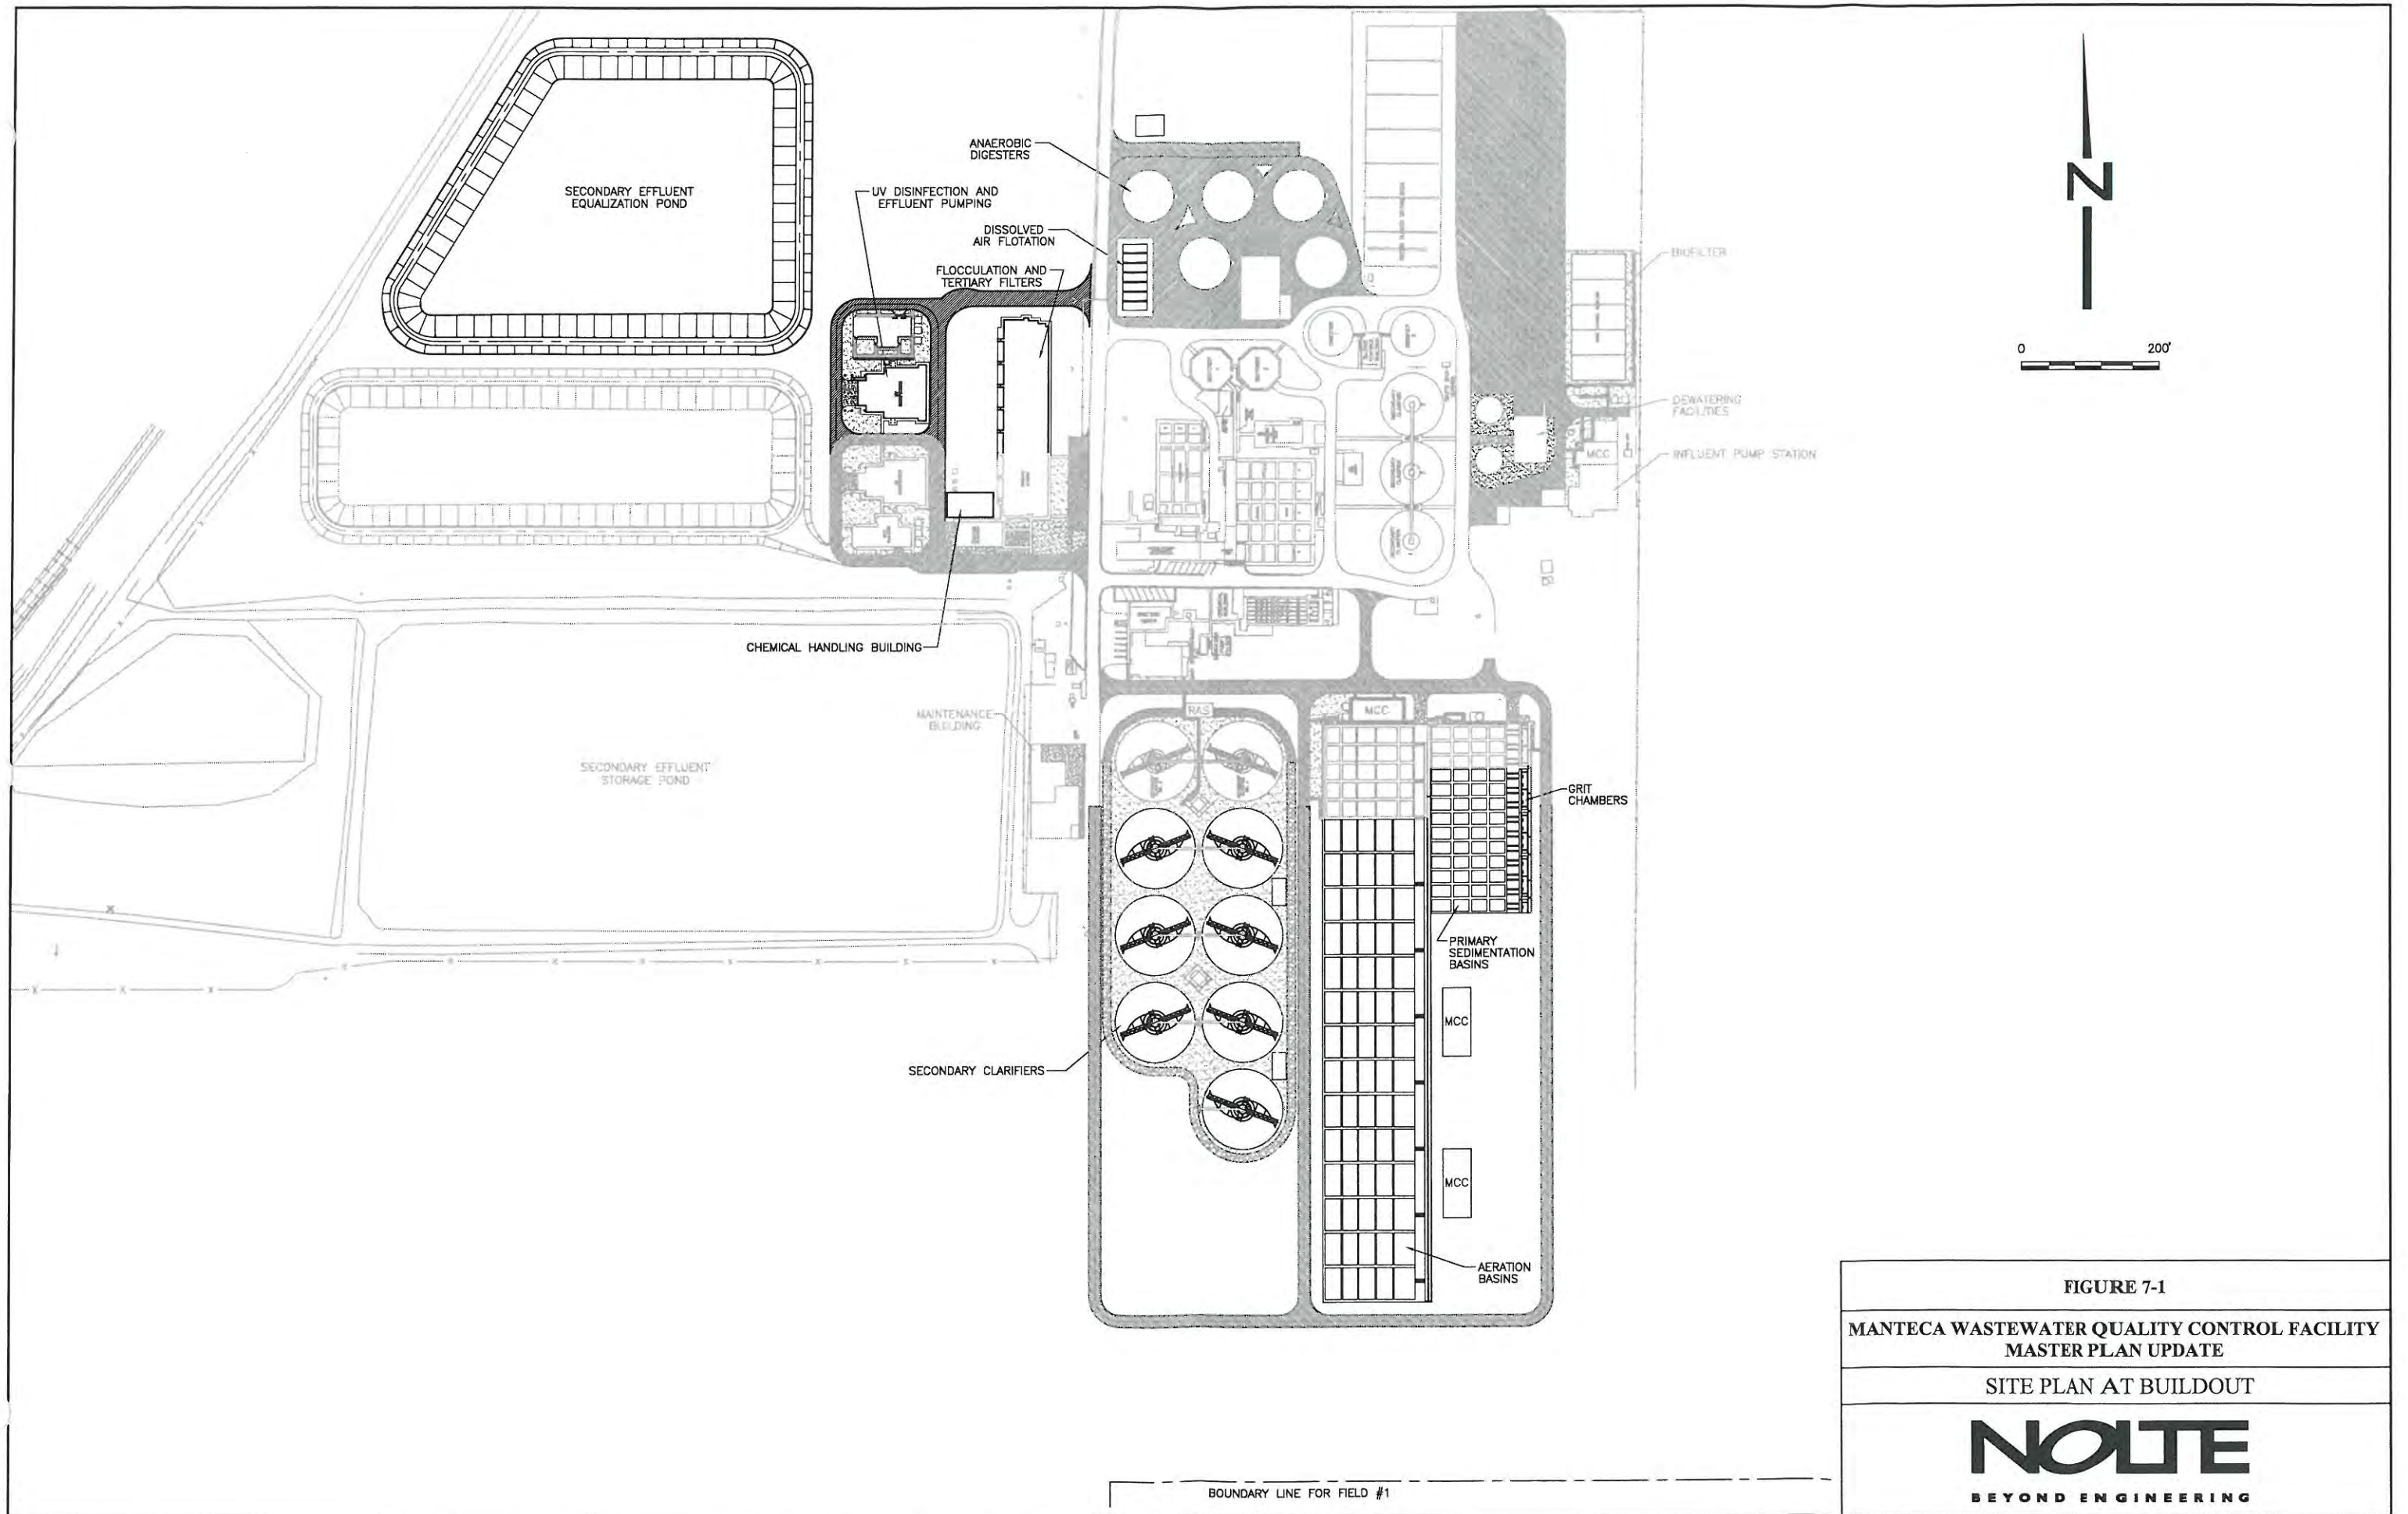 ANAEROBIC
DIGESTERS
SECONDARY EFFLUENT
EQUALIZATION POND
UV DISINFECTION AND
EFFLUENT PUMPING
DISSOLVED
AIR FLOTATION
FLOCCULATION AND
TERTIARY FILTERS
N
0 200'
BIOFILTER
DEWATERING
FACILITIES
MCC
INFLUENT PUMP STATION
CHEMICAL HANDLING BUILDING
MAINTENANCE
BUILDING
RAS
MCC
SECONDARY EFFLUENT
STORAGE POND
GRIT
CHAMBERS
PRIMARY
SEDIMENTATION
BASINS
MCC
SECONDARY CLARIFIERS
MCC
AERATION
BASINS
BOUNDARY LINE FOR FIELD #1
FIGURE 7-1
MANTECA WASTEWATER QUALITY CONTROL FACILITY
MASTER PLAN UPDATE
SITE PLAN AT BUILDOUT
NOLTE
BEYOND ENGINEERING